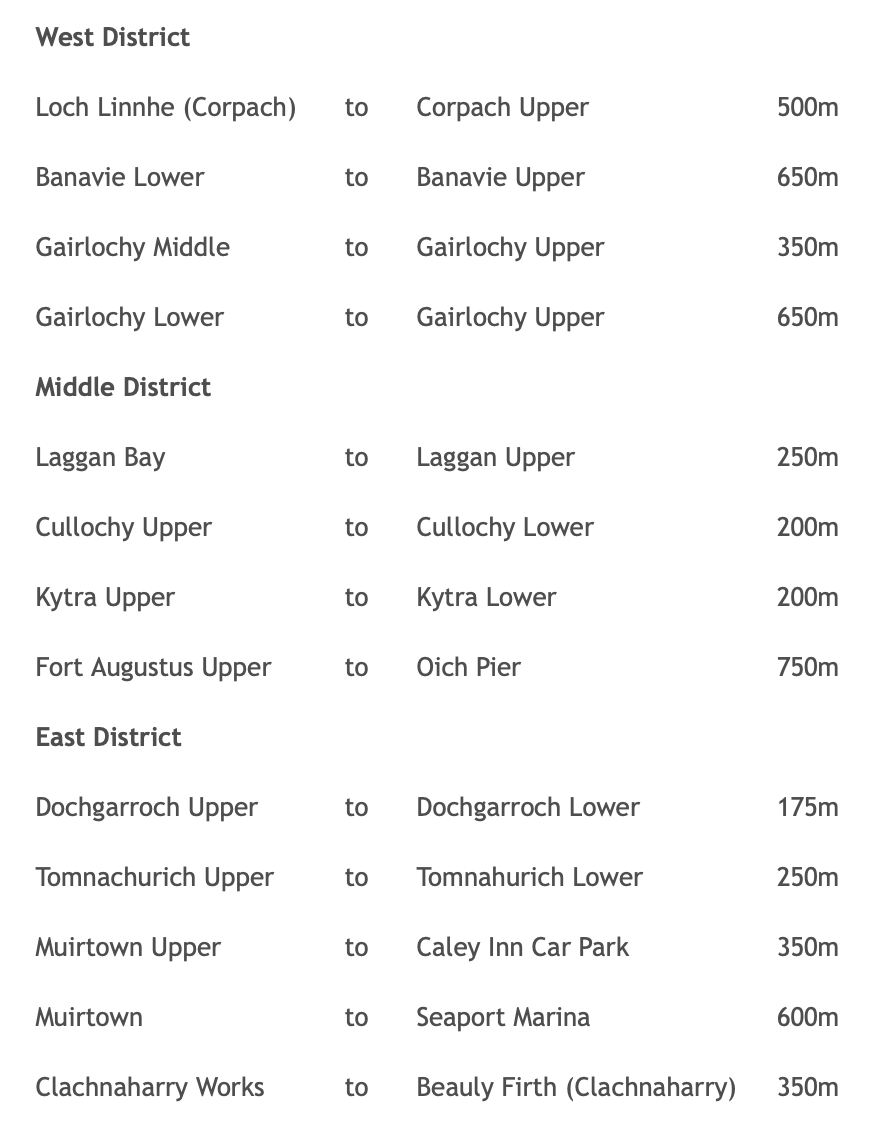 West District
Loch Linnhe (Corpach) to Corpach Upper 500m
Banavie Lower to Banavie Upper 650m
Gairlochy Middle to Gairlochy Upper 350m
Gairlochy Lower to Gairlochy Upper 650m
Middle District
Laggan Bay to Laggan Upper 250m
Cullochy Upper to Cullochy Lower 200m
Kytra Upper to Kytra Lower 200m
Fort Augustus Upper to Oich Pier 750m
East District
Dochgarroch Upper to Dochgarroch Lower 175m
Tomnachurich Upper to Tomnahurich Lower 250m
Muirtown Upper to Caley Inn Car Park 350m
Muirtown to Seaport Marina 600m
Clachnaharry Works to Beauly Firth (Clachnaharry) 350m